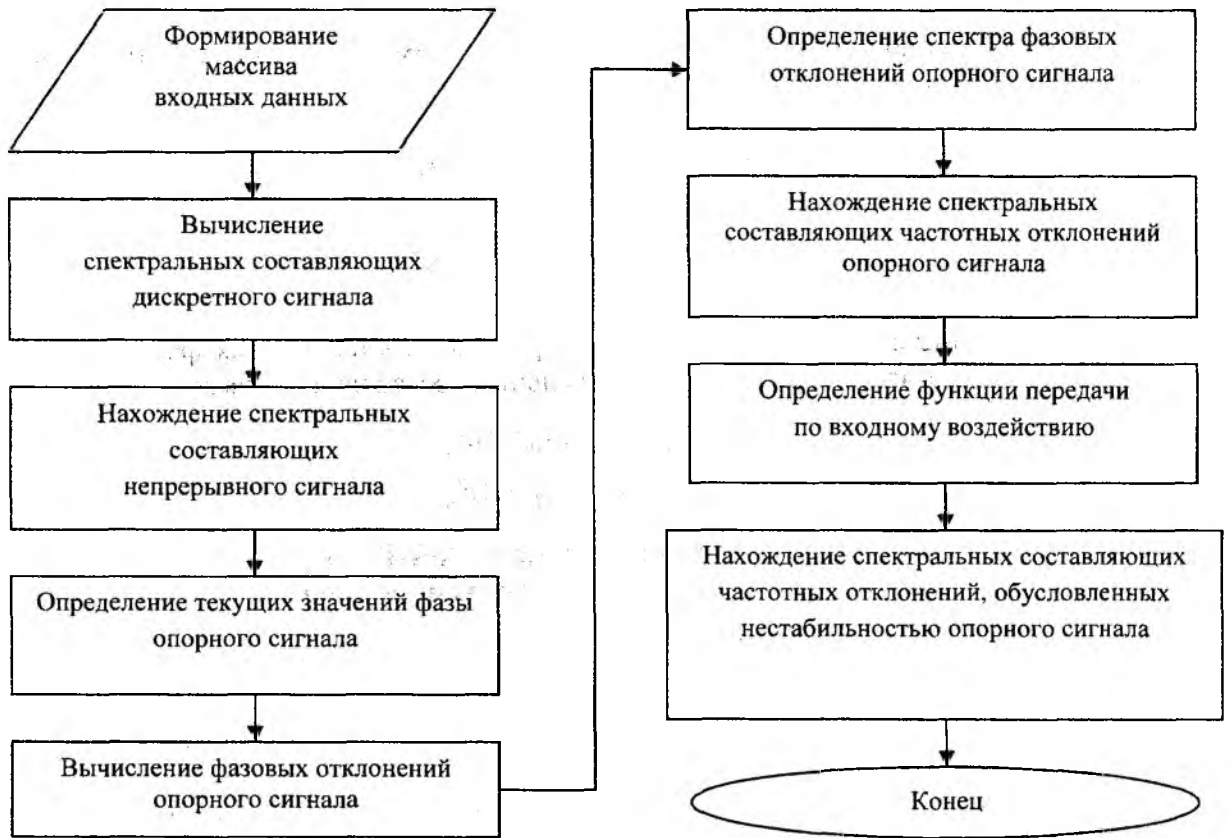 Формирование
массива
входных данных
Вычисление
спектральных составляющих
дискретного сигнала
Нахождение спектральных
составляющих
непрерывного сигнала
Определение текущих значений фазы
опорного сигнала
Вычисление фазовых отклонений
опорного сигнала
Определение спектра фазовых
отклонений опорного сигнала
Нахождение спектральных
составляющих частотных отклонений
опорного сигнала
Определение функции передачи
по входному воздействию
Нахождение спектральных составляющих
частотных отклонений, обусловленных
нестабильностью опорного сигнала
Конец